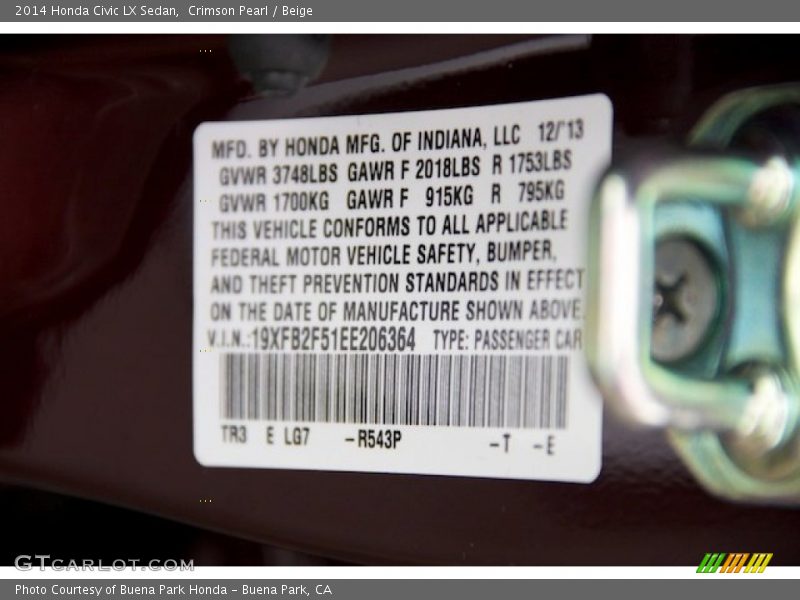 2014 Honda Civic LX Sedan, Crimson Pearl / Beige
MFD. BY HONDA MFG. OF INDIANA, LLC 12/'13
GVWR 3748LBS GAWR F 2018LBS R 1753LBS
GVWR 1700KG GAWR F 915KG R 795KG
THIS VEHICLE CONFORMS TO ALL APPLICABLE
FEDERAL MOTOR VEHICLE SAFETY, BUMPER,
AND THEFT PREVENTION STANDARDS IN EFFECT
ON THE DATE OF MANUFACTURE SHOWN ABOVE.
V.I.N.:19XFB2F51EE206364 TYPE: PASSENGER CAR
TR3 E LG7 -R543P -T -E
GTCARLOT.COM
Photo Courtesy of Buena Park Honda - Buena Park, CA